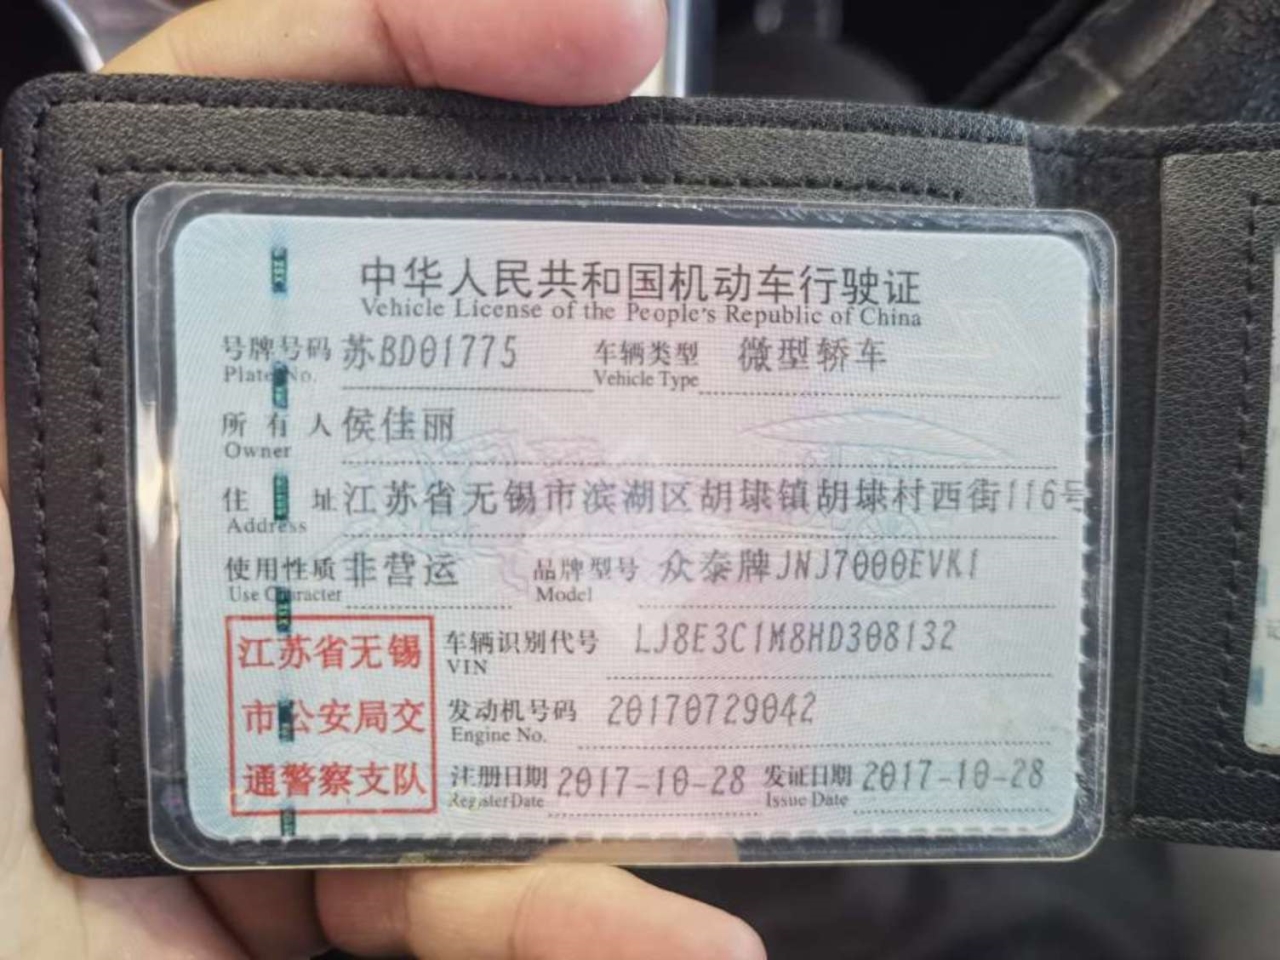 中华人民共和国机动车行驶证
Vehicle License of the People's Republic of China
号牌号码 苏BD01775 车辆类型 微型轿车
Plate No. Vehicle Type
所有人 侯佳丽
Owner
住址 江苏省无锡市滨湖区胡埭镇胡埭村西街116号
Address
使用性质 非营运 品牌型号 众泰牌JNJ7000EVK1
Use Character Model
江苏省无锡
市公安局交
通警察支队
车辆识别代号 LJ8E3C1M8HD308132
VIN
发动机号码 20170729042
Engine No.
注册日期 2017-10-28 发证日期 2017-10-28
Register Date Issue Date